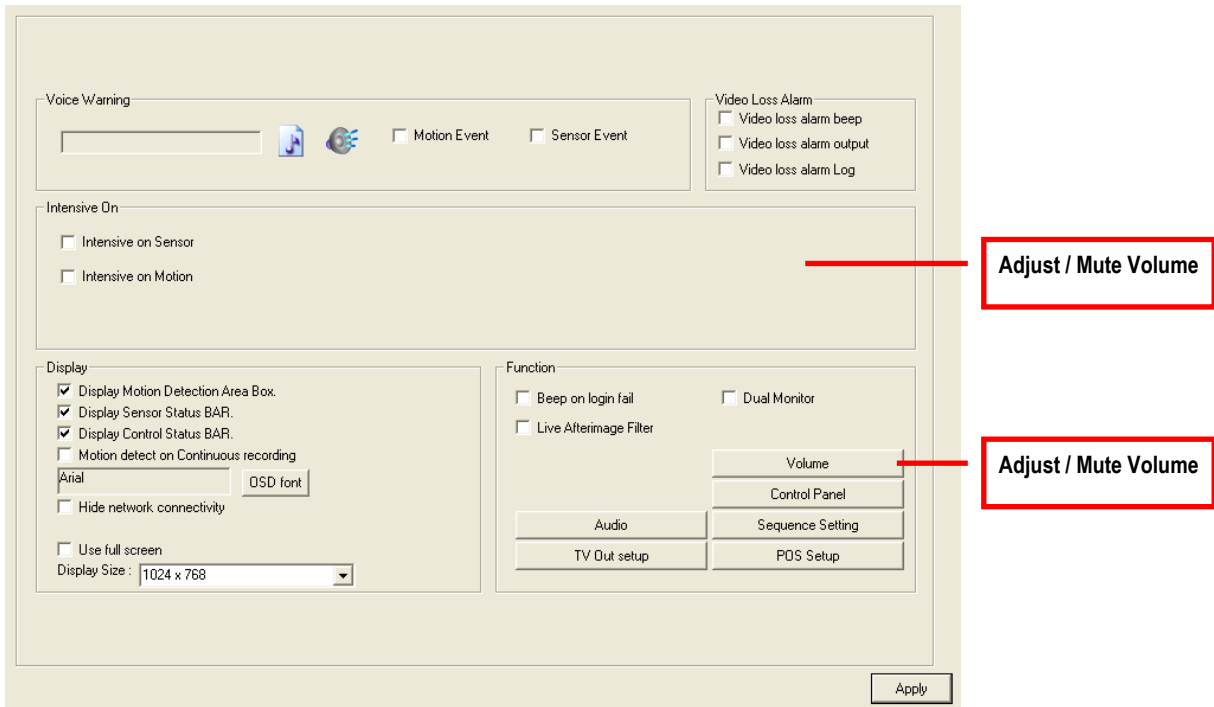 Voice Warning
Motion Event
Sensor Event
Video Loss Alarm
Video loss alarm beep
Video loss alarm output
Video loss alarm Log
Intensive On
Intensive on Sensor
Intensive on Motion
Adjust / Mute Volume
Display
Display Motion Detection Area Box.
Display Sensor Status BAR.
Display Control Status BAR.
Motion detect on Continuous recording
Arial
OSD font
Hide network connectivity
Use full screen
Display Size : 1024 x 768
Function
Beep on login fail
Dual Monitor
Live Afterimage Filter
Volume
Adjust / Mute Volume
Control Panel
Audio
Sequence Setting
TV Out setup
POS Setup
Apply